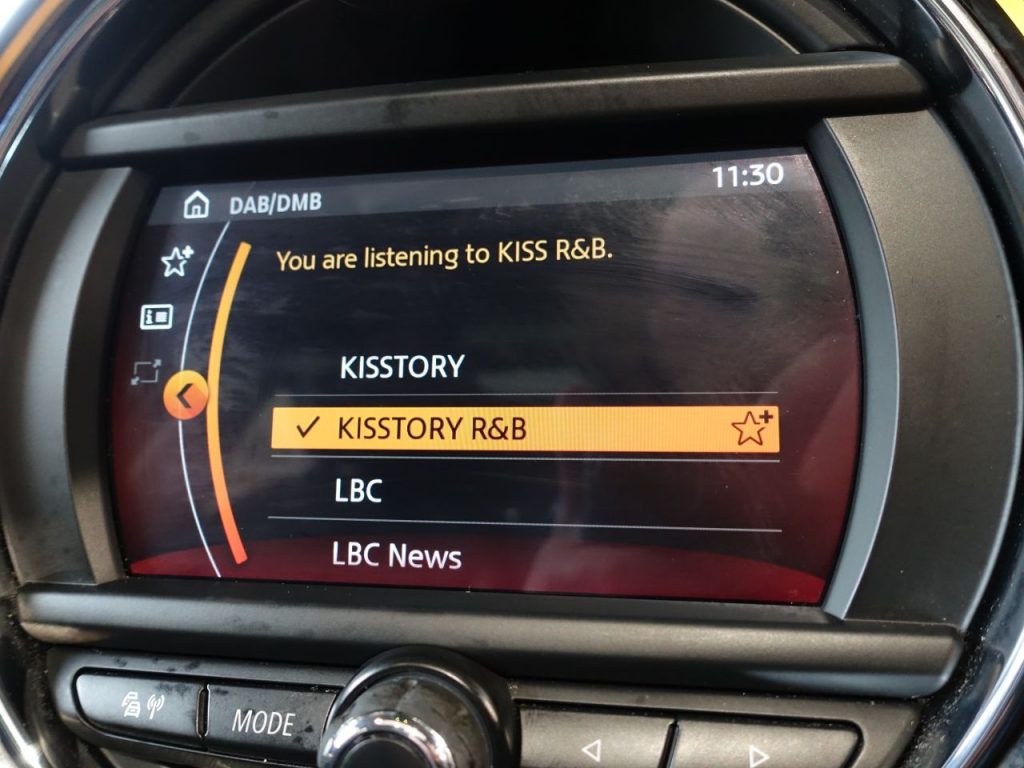 DAB/DMB 11:30
You are listening to KISS R&B.
KISSTORY
KISSTORY R&B
LBC
LBC News
MODE